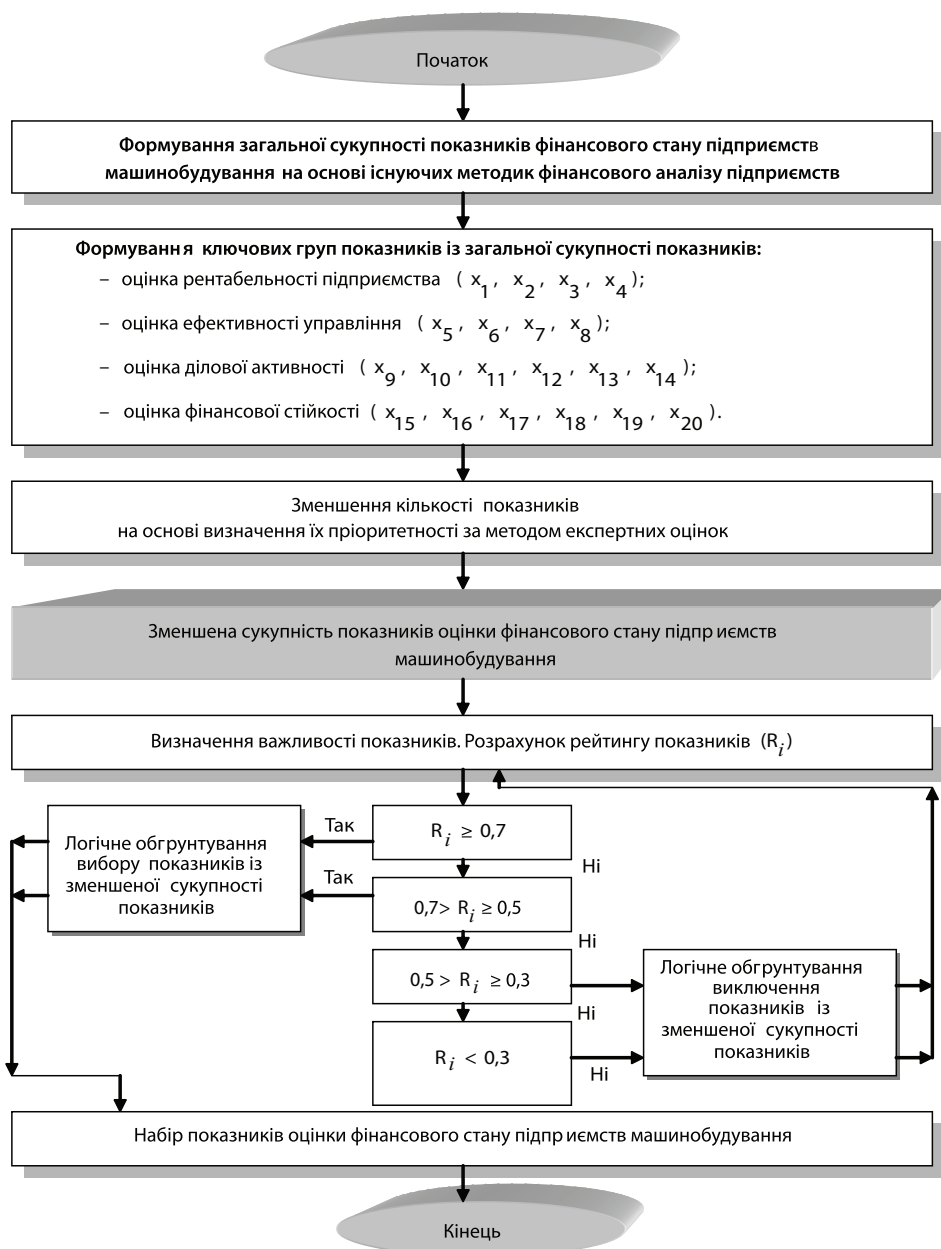 Початок
Формування загальної сукупності показників фінансового стану підприємств
машинобудування на основі існуючих методик фінансового аналізу підприємств
Формування ключових груп показників із загальної сукупності показників:
– оцінка рентабельності підприємства ( x1 , x2 , x3 , x4 );
– оцінка ефективності управління ( x5 , x6 , x7 , x8 );
– оцінка ділової активності ( x9 , x10 , x11 , x12 , x13 , x14 );
– оцінка фінансової стійкості ( x15 , x16 , x17 , x18 , x19 , x20 ).
Зменшення кількості показників
на основі визначення їх пріоритетності за методом експертних оцінок
Зменшена сукупність показників оцінки фінансового стану підпр иємств
машинобудування
Визначення важливості показників. Розрахунок рейтингу показників (Ri)
Логічне обгрунтування
вибору показників із
зменшеної сукупності
показників
Так
Так
Ri ≥ 0,7
Ні
0,7> Ri ≥ 0,5
Ні
0,5 > Ri ≥ 0,3
Ні
Ri < 0,3
Ні
Логічне обгрунтування
виключення
показників із
зменшеної сукупності
показників
Набір показників оцінки фінансового стану підпр иємств машинобудування
Кінець